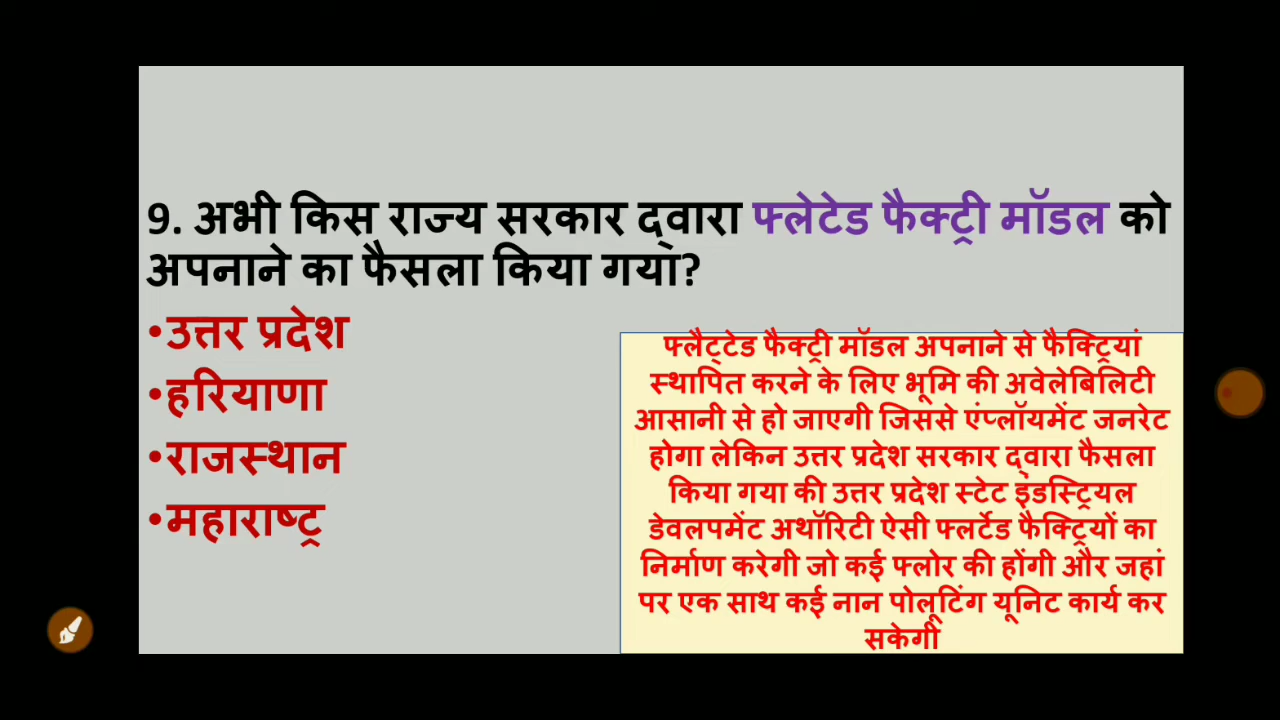 9. अभी किस राज्य सरकार द्वारा फ्लेटेड फैक्ट्री मॉडल को
अपनाने का फैसला किया गया?
•उत्तर प्रदेश
•हरियाणा
•राजस्थान
•महाराष्ट्र
फ्लैट्टेड फैक्ट्री मॉडल अपनाने से फैक्ट्रियां
स्थापित करने के लिए भूमि की अवेलेबिलिटी
आसानी से हो जाएगी जिससे एंप्लॉयमेंट जनरेट
होगा लेकिन उत्तर प्रदेश सरकार द्वारा फैसला
किया गया की उत्तर प्रदेश स्टेट इंडस्ट्रियल
डेवलपमेंट अथॉरिटी ऐसी फ्लर्टेड फैक्ट्रियों का
निर्माण करेगी जो कई फ्लोर की होंगी और जहां
पर एक साथ कई नान पोलूटिंग यूनिट कार्य कर
सकेगी